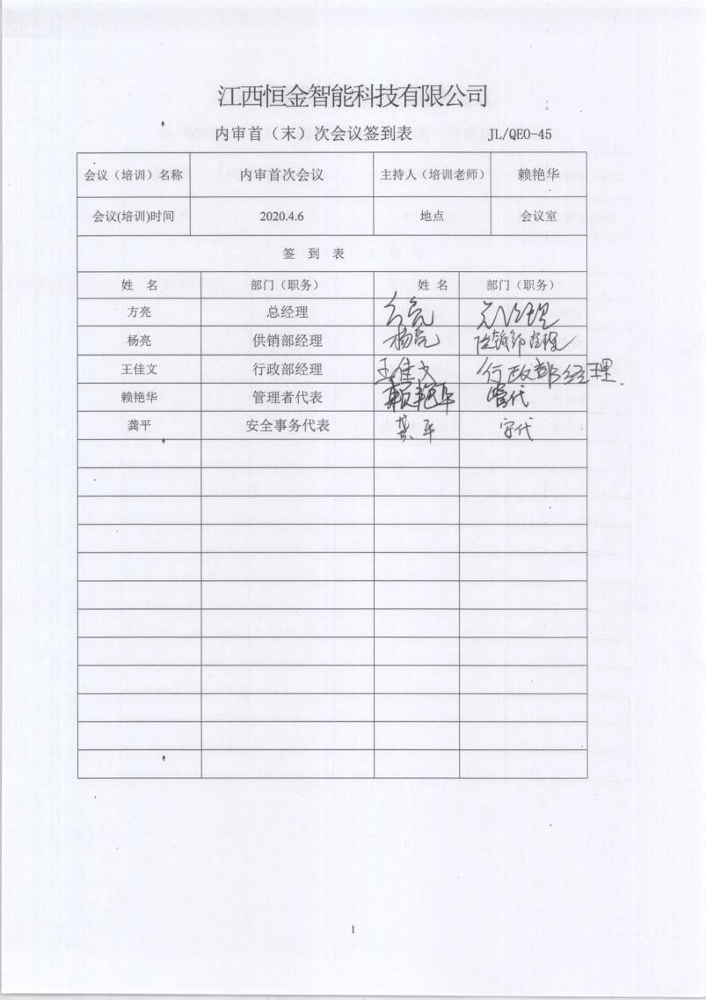 江西恒金智能科技有限公司
内审首（末）次会议签到表 JL/QEO-45
会议（培训）名称 内审首次会议 主持人（培训老师） 赖艳华
会议(培训)时间 2020.4.6 地点 会议室
签 到 表
姓 名 部门（职务） 姓 名 部门（职务）
方亮 总经理 方亮 总经理
杨亮 供销部经理 杨亮 供销部经理
王佳文 行政部经理 王佳文 行政部经理
赖艳华 管理者代表 赖艳华 管代
龚平 安全事务代表 平 安代
1